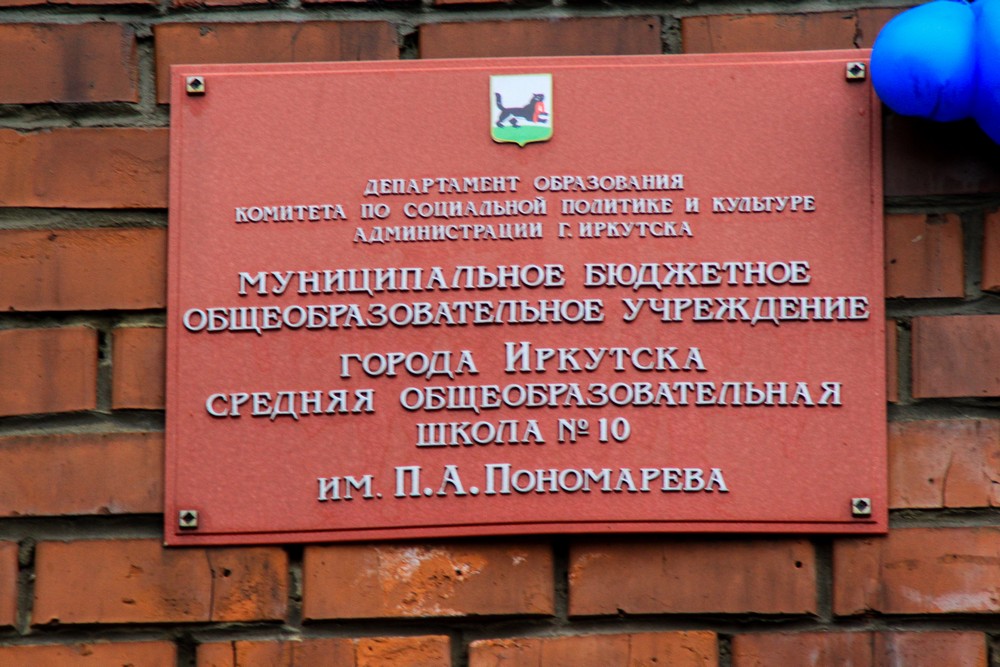 ДЕПАРТАМЕНТ ОБРАЗОВАНИЯ
КОМИТЕТА ПО СОЦИАЛЬНОЙ ПОЛИТИКЕ И КУЛЬТУРЕ
АДМИНИСТРАЦИИ Г. ИРКУТСКА
МУНИЦИПАЛЬНОЕ БЮДЖЕТНОЕ
ОБЩЕОБРАЗОВАТЕЛЬНОЕ УЧРЕЖДЕНИЕ
ГОРОДА ИРКУТСКА
СРЕДНЯЯ ОБЩЕОБРАЗОВАТЕЛЬНАЯ
ШКОЛА № 10
ИМ. П.А. ПОНОМАРЕВА